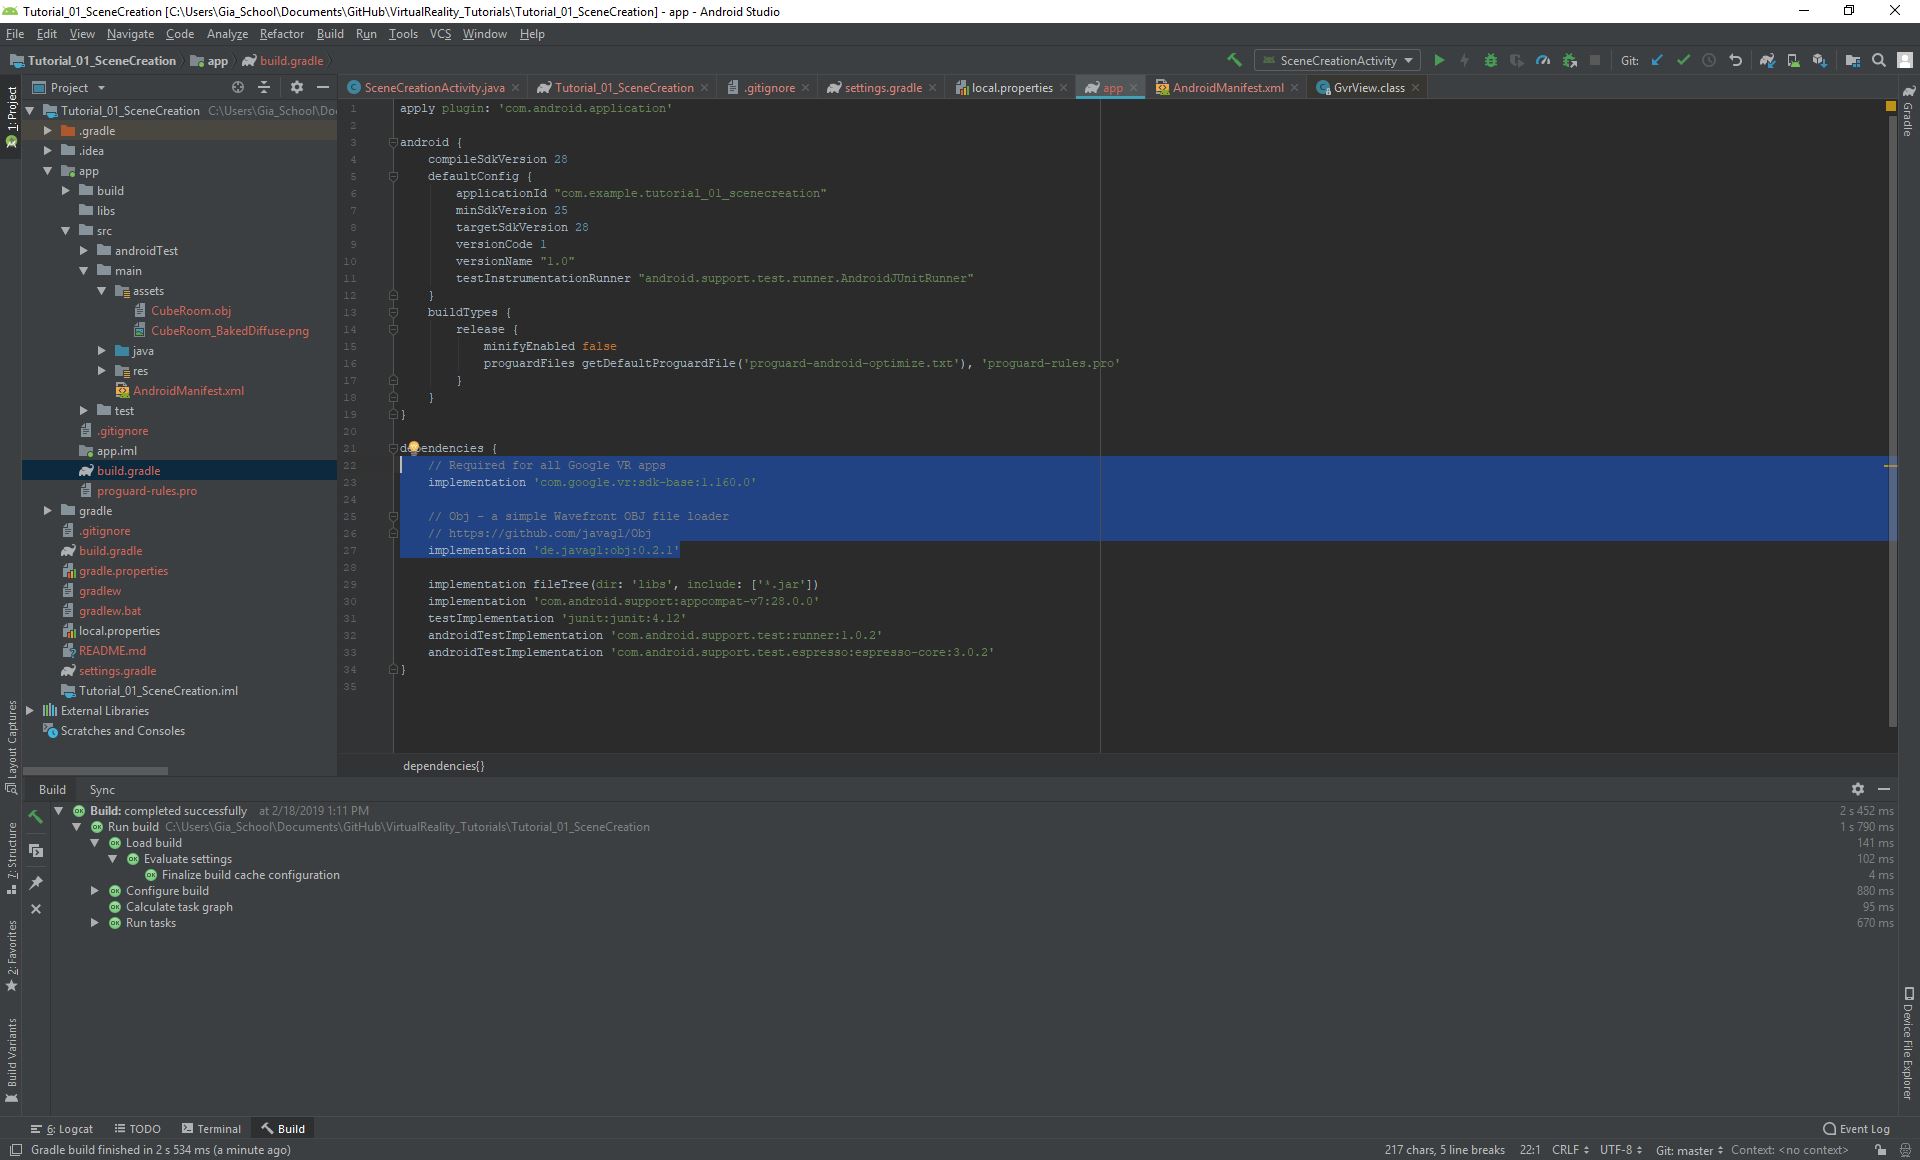 Tutorial_01_SceneCreation [C:\Users\Gia_School\Documents\GitHub\VirtualReality_Tutorials\Tutorial_01_SceneCreation] - app - Android Studio
File Edit View Navigate Code Analyze Refactor Build Run Tools VCS Window Help
Tutorial_01_SceneCreation app build.gradle SceneCreationActivity Git:
Project SceneCreationActivity.java Tutorial_01_SceneCreation .gitignore settings.gradle local.properties app AndroidManifest.xml GvrView.class
1: Project
Gradle
Layout Captures
7: Structure
2: Favorites
Build Variants
Device File Explorer
Tutorial_01_SceneCreation C:\Users\Gia_School\Do
.gradle
.idea
app
build
libs
src
androidTest
main
assets
CubeRoom.obj
CubeRoom_BakedDiffuse.png
java
res
AndroidManifest.xml
test
.gitignore
app.iml
build.gradle
proguard-rules.pro
gradle
.gitignore
build.gradle
gradle.properties
gradlew
gradlew.bat
local.properties
README.md
settings.gradle
Tutorial_01_SceneCreation.iml
External Libraries
Scratches and Consoles
1 apply plugin: 'com.android.application'
2
3 android {
4 compileSdkVersion 28
5 defaultConfig {
6 applicationId "com.example.tutorial_01_scenecreation"
7 minSdkVersion 25
8 targetSdkVersion 28
9 versionCode 1
10 versionName "1.0"
11 testInstrumentationRunner "android.support.test.runner.AndroidJUnitRunner"
12 }
13 buildTypes {
14 release {
15 minifyEnabled false
16 proguardFiles getDefaultProguardFile('proguard-android-optimize.txt'), 'proguard-rules.pro'
17 }
18 }
19 }
20
21 dependencies {
22 // Required for all Google VR apps
23 implementation 'com.google.vr:sdk-base:1.160.0'
24
25 // Obj - a simple Wavefront OBJ file loader
26 // https://github.com/javagl/Obj
27 implementation 'de.javagl:obj:0.2.1'
28
29 implementation fileTree(dir: 'libs', include: ['*.jar'])
30 implementation 'com.android.support:appcompat-v7:28.0.0'
31 testImplementation 'junit:junit:4.12'
32 androidTestImplementation 'com.android.support.test:runner:1.0.2'
33 androidTestImplementation 'com.android.support.test.espresso:espresso-core:3.0.2'
34 }
35
dependencies{}
Build Sync
Build: completed successfully at 2/18/2019 1:11 PM 2 s 452 ms
Run build C:\Users\Gia_School\Documents\GitHub\VirtualReality_Tutorials\Tutorial_01_SceneCreation 1 s 790 ms
Load build 141 ms
Evaluate settings 102 ms
Finalize build cache configuration 4 ms
Configure build 880 ms
Calculate task graph 95 ms
Run tasks 670 ms
6: Logcat TODO Terminal Build Event Log
Gradle build finished in 2 s 534 ms (a minute ago) 217 chars, 5 line breaks 22:1 CRLF UTF-8 Git: master Context: <no context>